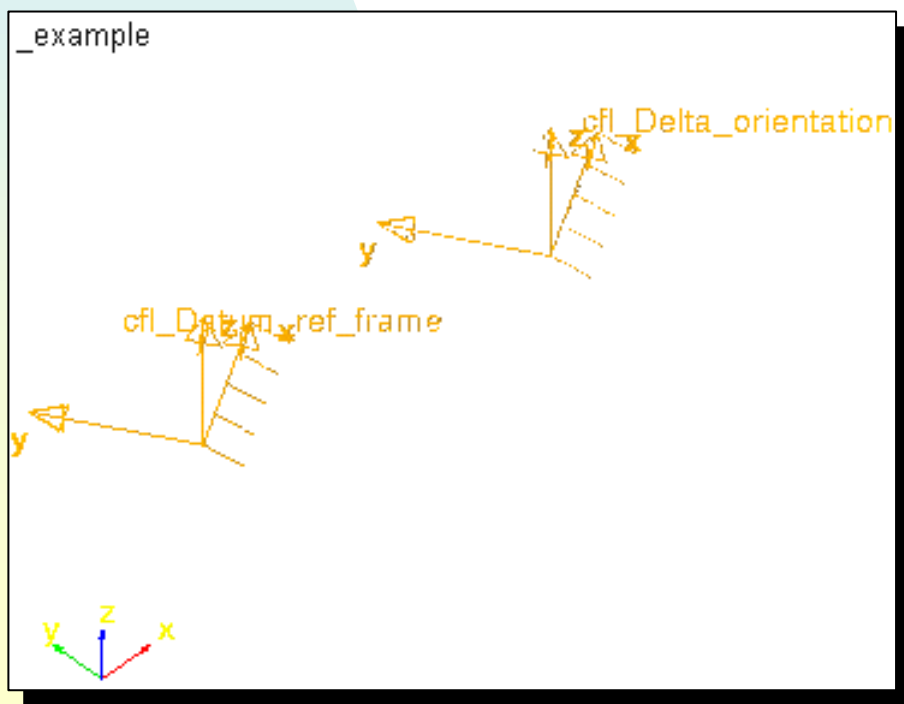 _example
cfl_Delta_orientation
z x
y
cfl_Datum_ref_frame
z x
y
z
y x